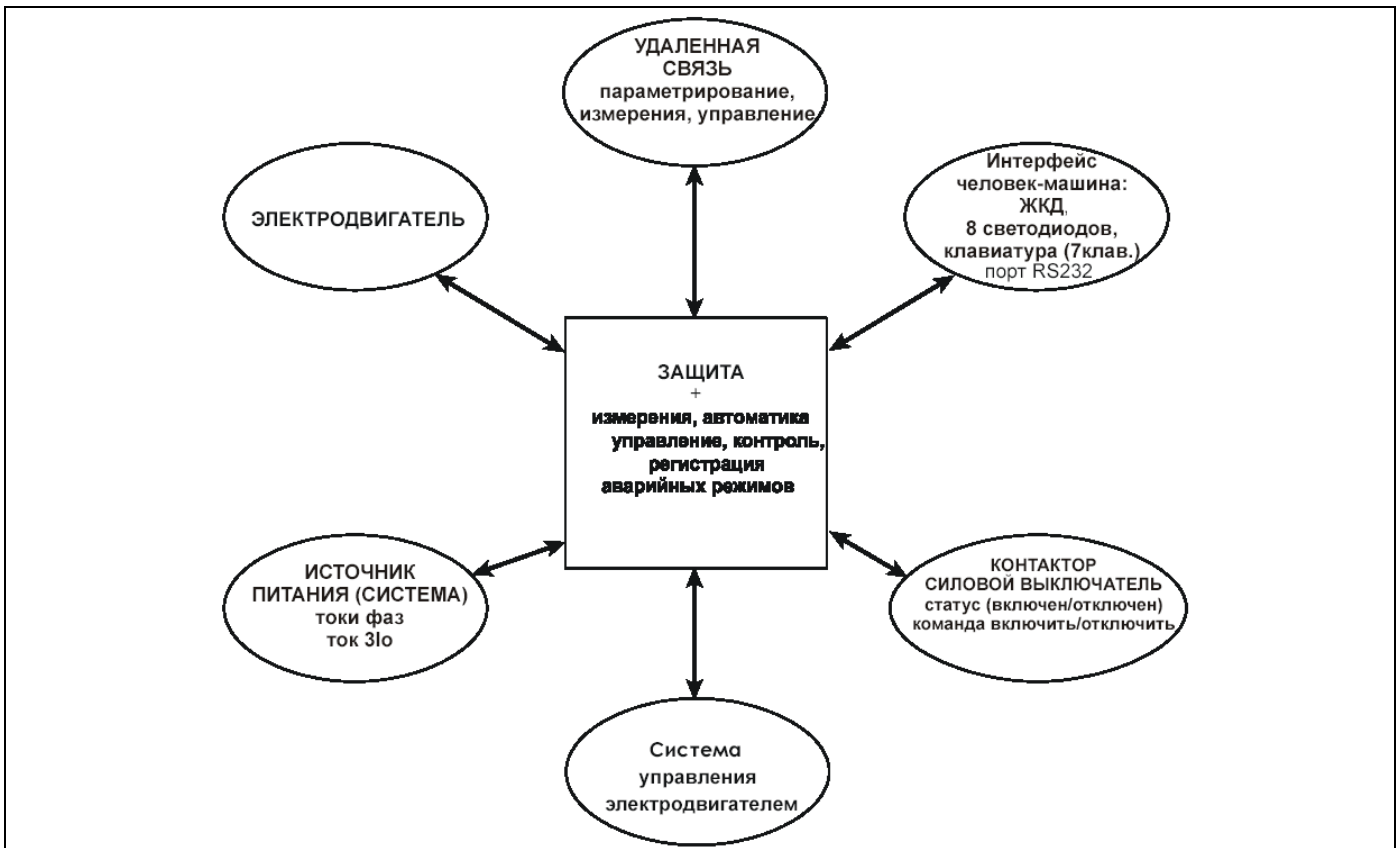 УДАЛЕННАЯ
СВЯЗЬ
параметрирование,
измерения, управление
ЭЛЕКТРОДВИГАТЕЛЬ
Интерфейс
человек-машина:
ЖКД,
8 светодиодов,
клавиатура (7клав.)
порт RS232
ЗАЩИТА
+
измерения, автоматика
управление, контроль,
регистрация
аварийных режимов
ИСТОЧНИК
ПИТАНИЯ (СИСТЕМА)
токи фаз
ток 3Io
КОНТАКТОР
СИЛОВОЙ ВЫКЛЮЧАТЕЛЬ
статус (включен/отключен)
команда включить/отключить
Система
управления
электродвигателем